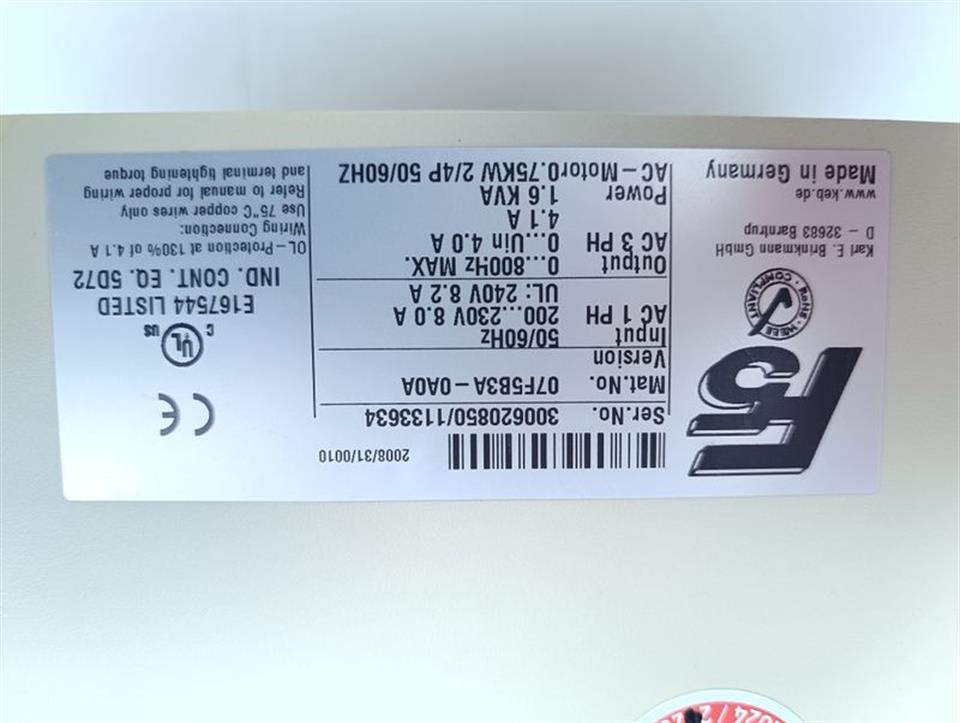 F5
RoHS · WEEE
COMPLIANT
Karl E. Brinkmann GmbH
D – 32683 Barntrup
www.keb.de
Made in Germany
2008/31/0010
Ser.No. 300620850/1133634
Mat.No. 07F5B3A–0A0A
Version
Input 50/60Hz
AC 1 PH 200...230V 8.0 A
UL: 240V 8.2 A
Output 0...800Hz MAX.
AC 3 PH 0...Uin 4.0 A
4.1 A
Power 1.6 KVA
AC–Motor0.75KW 2/4P 50/60HZ
CE
C UL US
E167544 LISTED
IND. CONT. EQ. 5D72
OL–Protection at 130% of 4.1 A
Wiring Connection:
Use 75°C copper wires only
Refer to manual for proper wiring
and terminal tightening torque